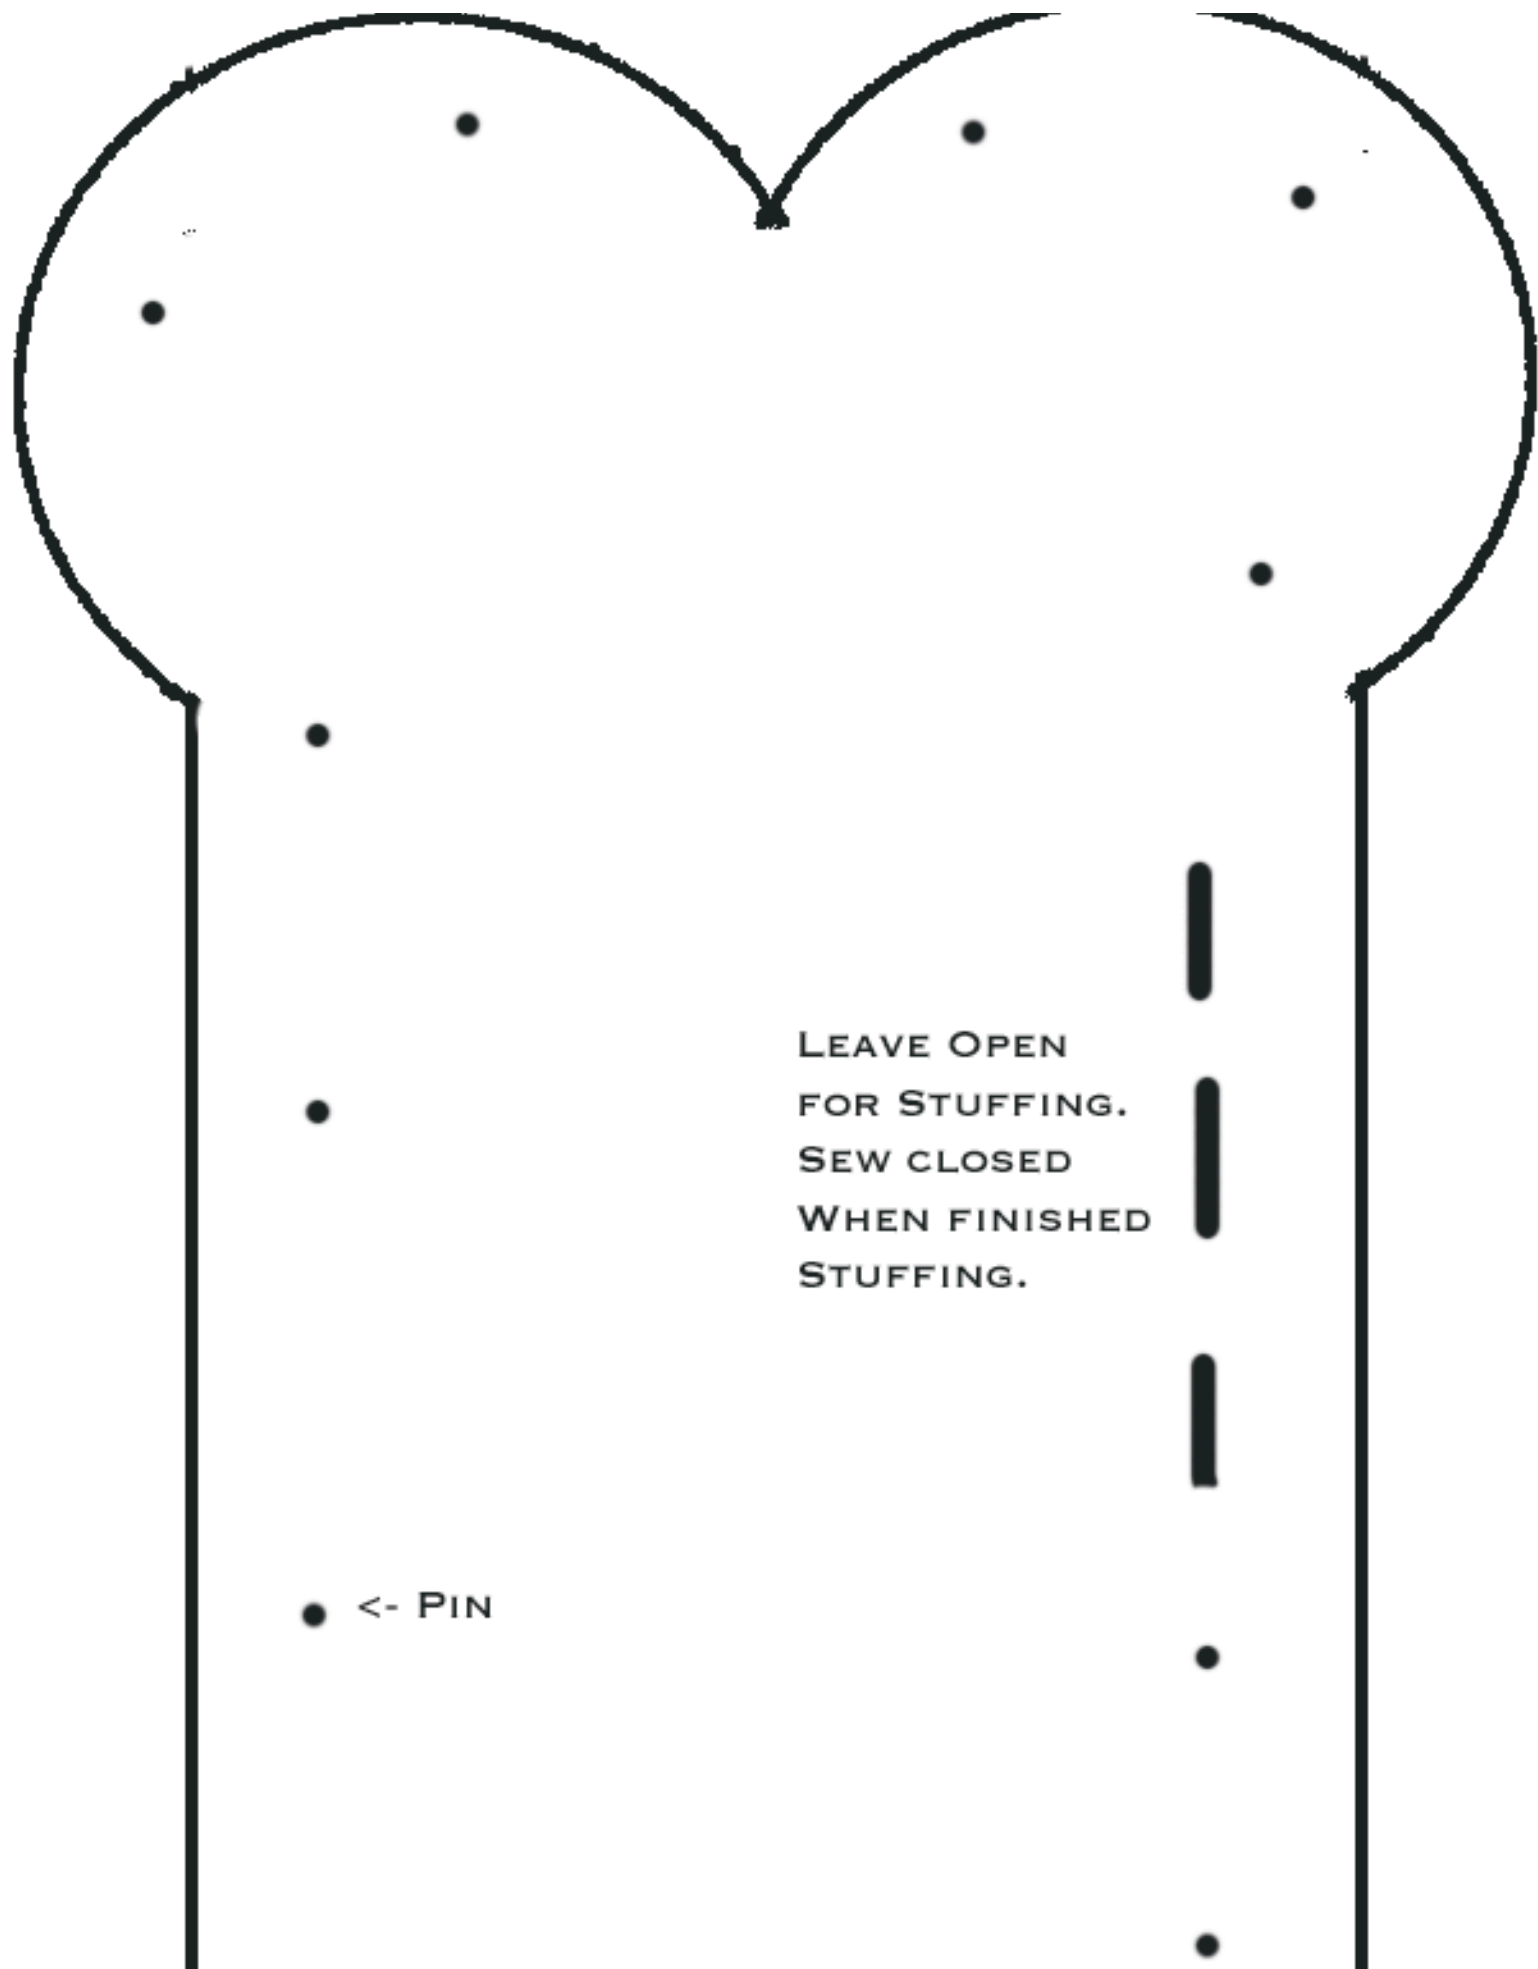 Leave Open
for Stuffing.
Sew closed
When finished
Stuffing.
<- Pin